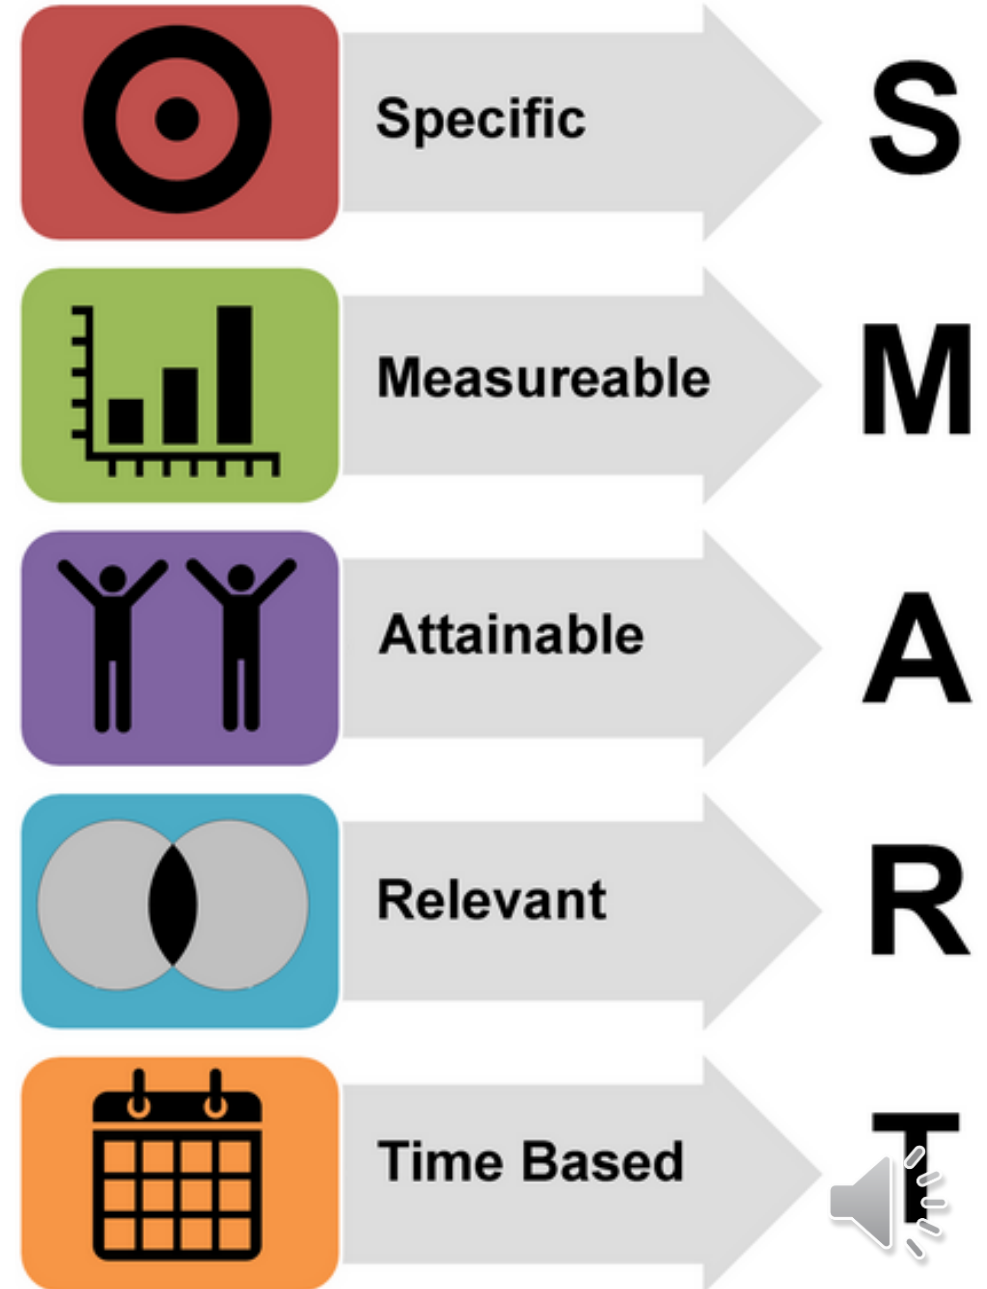 Specific S
Measureable M
Attainable A
Relevant R
Time Based T